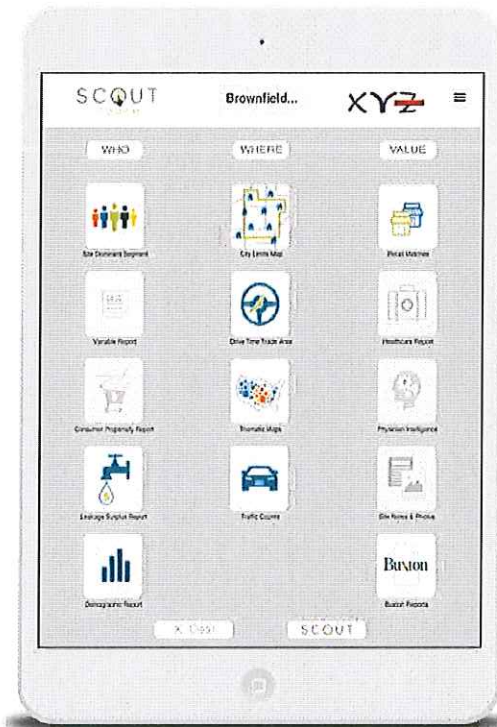 SCOUT
TOUCH
Brownfield...
XYZ
WHO
WHERE
VALUE
Site Dominant Segment
City Limits Map
Retail Matches
Variable Report
Drive Time Trade Area
Healthcare Report
Consumer Propensity Report
Thematic Maps
Physician Intelligence
Leakage Surplus Report
Traffic Counts
Site Notes & Photos
Demographic Report
Buxton
Buxton Reports
SCOUT